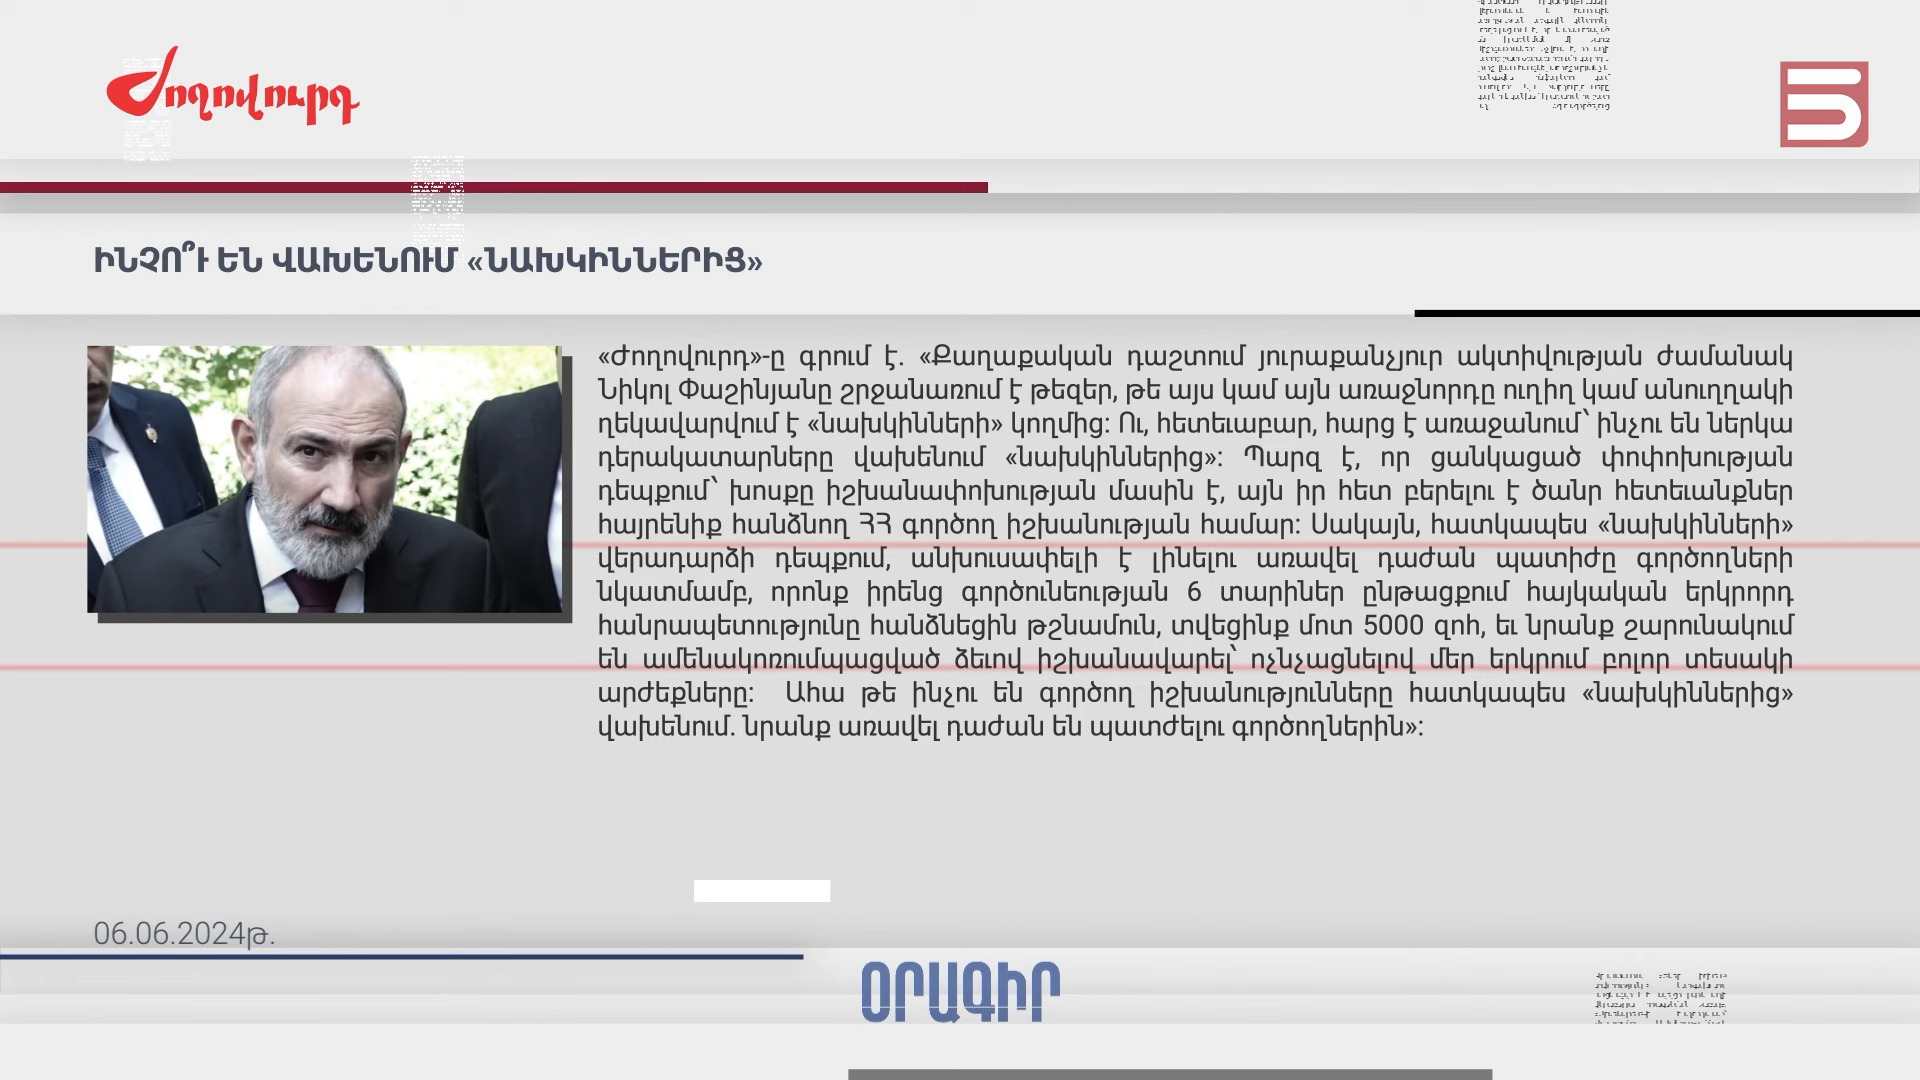 Ժողովուրդ
ԻՆՉՈ՞Ւ ԵՆ ՎԱԽԵՆՈՒՄ «ՆԱԽԿԻՆՆԵՐԻՑ»
«Ժողովուրդ»-ը գրում է. «Քաղաքական դաշտում յուրաքանչյուր ակտիվության ժամանակ
Նիկոլ Փաշինյանը շրջանառում է թեզեր, թե այս կամ այն առաջնորդը ուղիղ կամ անուղղակի
ղեկավարվում է «նախկինների» կողմից: Ու, հետեւաբար, հարց է առաջանում՝ ինչու են ներկա
դերակատարները վախենում «նախկիններից»: Պարզ է, որ ցանկացած փոփոխության
դեպքում՝ խոսքը իշխանափոխության մասին է, այն իր հետ բերելու է ծանր հետեւանքներ
հայրենիք հանձնող ՀՀ գործող իշխանության համար: Սակայն, հատկապես «նախկինների»
վերադարձի դեպքում, անխուսափելի է լինելու առավել դաժան պատիժը գործողների
նկատմամբ, որոնք իրենց գործունեության 6 տարիներ ընթացքում հայկական երկրորդ
հանրապետությունը հանձնեցին թշնամուն, տվեցինք մոտ 5000 զոհ, եւ նրանք շարունակում
են ամենակոռումպացված ձեւով իշխանավարել՝ ոչնչացնելով մեր երկրում բոլոր տեսակի
արժեքները: Ահա թե ինչու են գործող իշխանությունները հատկապես «նախկիններից»
վախենում. նրանք առավել դաժան են պատժելու գործողներին»:
06.06.2024թ.
ՕՐԱԳԻՐ